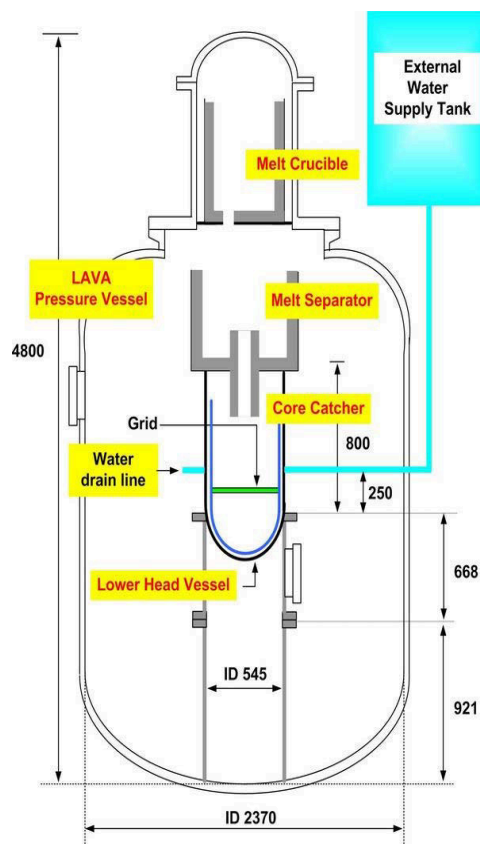 External
Water
Supply Tank
Melt Crucible
LAVA
Pressure Vessel
Melt Separator
4800
Core Catcher
Grid
800
Water
drain line
250
Lower Head Vessel
668
ID 545
921
ID 2370